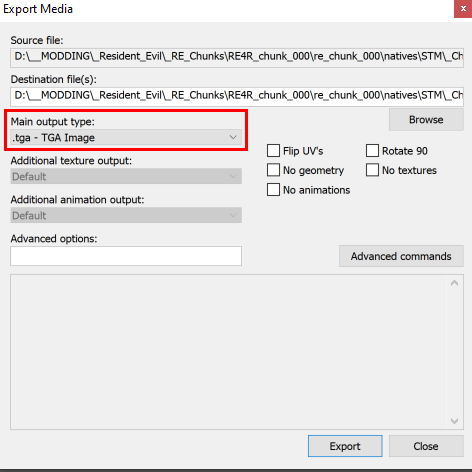 Export Media
Source file:
D:\__MODDING\_Resident_Evil\_RE_Chunks\RE4R_chunk_000\re_chunk_000\natives\STM\_Ch
Destination file(s):
D:\__MODDING\_Resident_Evil\_RE_Chunks\RE4R_chunk_000\re_chunk_000\natives\STM\_Ch
Main output type:
Browse
.tga - TGA Image
Flip UV's
Rotate 90
Additional texture output:
No geometry
No textures
Default
No animations
Additional animation output:
Default
Advanced options:
Advanced commands
Export
Close